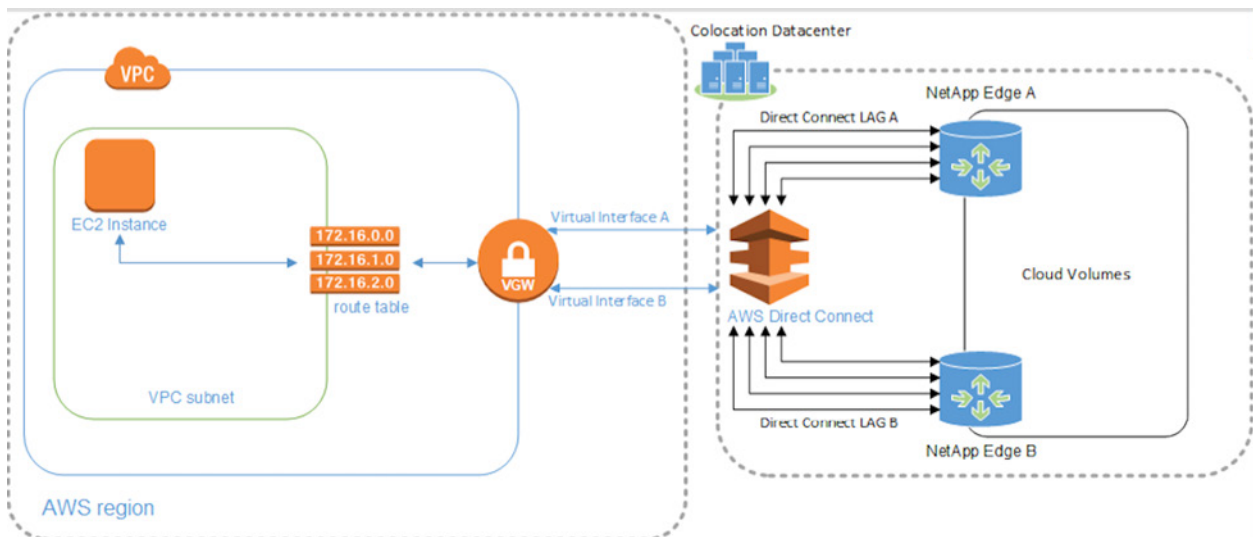 VPC
EC2 Instance
172.16.0.0
172.16.1.0
172.16.2.0
route table
VPC subnet
AWS region
VGW
Virtual Interface A
Virtual Interface B
Colocation Datacenter
Direct Connect LAG A
AWS Direct Connect
Direct Connect LAG B
NetApp Edge A
Cloud Volumes
NetApp Edge B